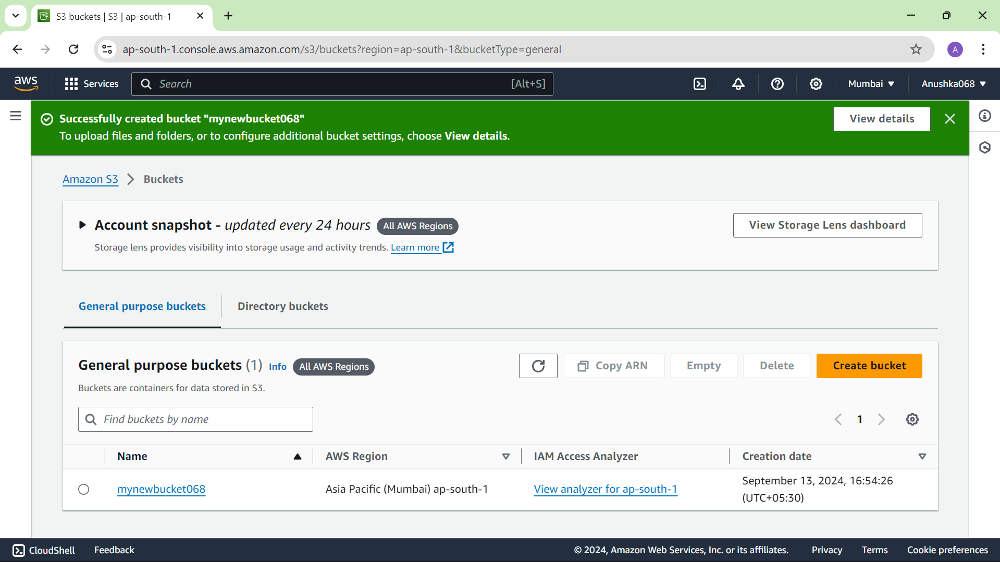 S3 buckets | S3 | ap-south-1
ap-south-1.console.aws.amazon.com/s3/buckets?region=ap-south-1&bucketType=general
A
aws
Services
Search
[Alt+S]
Mumbai
Anushka068
Successfully created bucket "mynewbucket068"
To upload files and folders, or to configure additional bucket settings, choose View details.
View details
Amazon S3
Buckets
Account snapshot - updated every 24 hours
All AWS Regions
Storage lens provides visibility into storage usage and activity trends. Learn more
View Storage Lens dashboard
General purpose buckets
Directory buckets
General purpose buckets (1) Info
All AWS Regions
Buckets are containers for data stored in S3.
Copy ARN
Empty
Delete
Create bucket
Find buckets by name
1
Name
AWS Region
IAM Access Analyzer
Creation date
mynewbucket068
Asia Pacific (Mumbai) ap-south-1
View analyzer for ap-south-1
September 13, 2024, 16:54:26
(UTC+05:30)
CloudShell
Feedback
© 2024, Amazon Web Services, Inc. or its affiliates.
Privacy
Terms
Cookie preferences